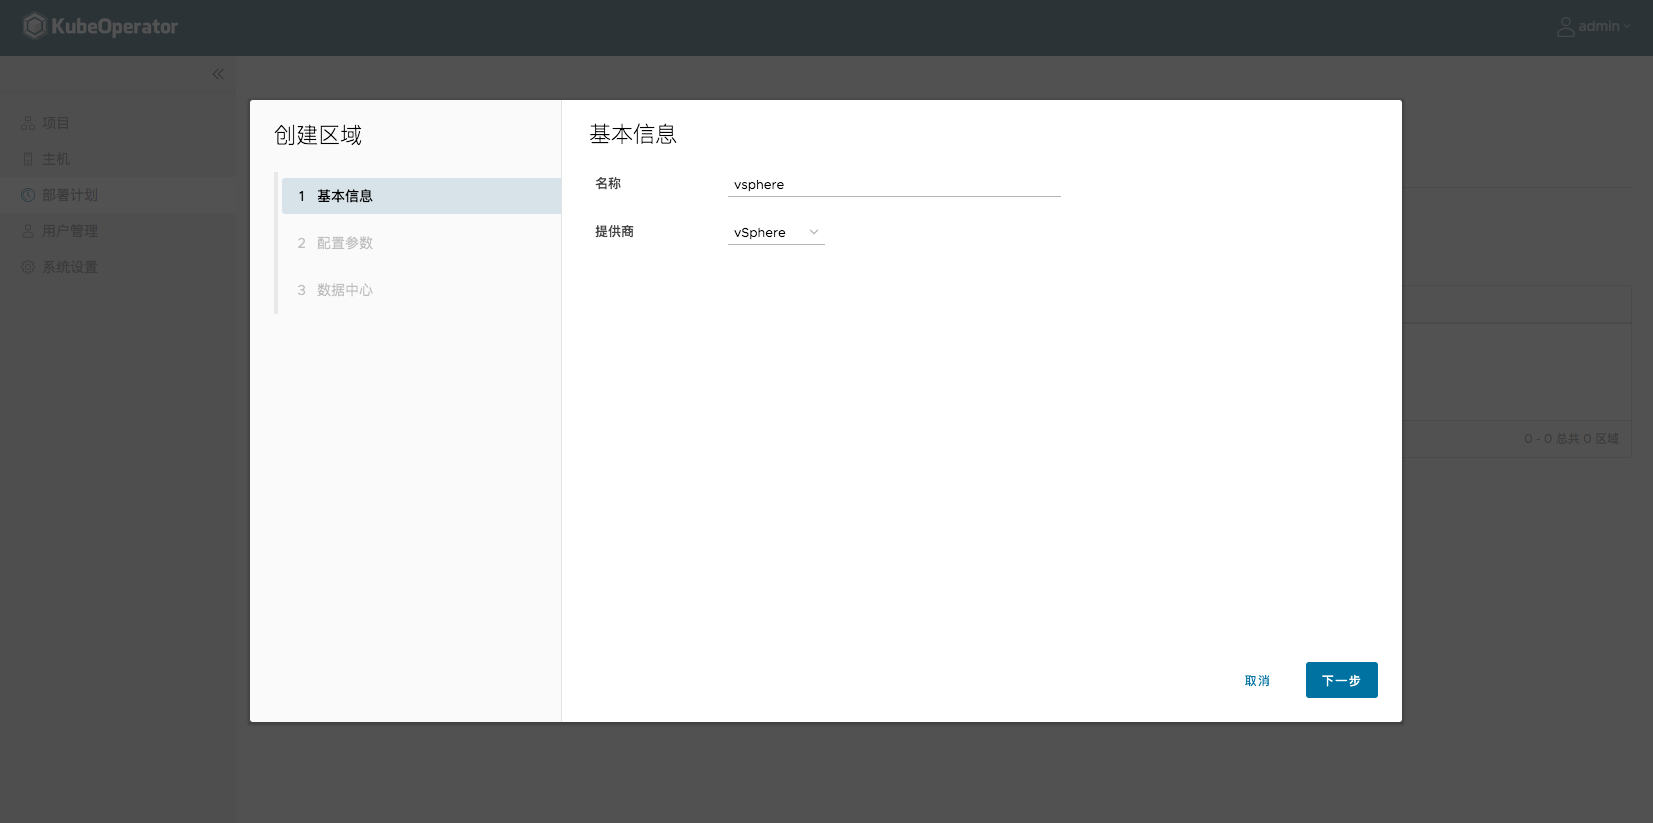 KubeOperator
admin
项目
主机
部署计划
用户管理
系统设置
创建区域
1 基本信息
2 配置参数
3 数据中心
基本信息
名称 vsphere
提供商 vSphere
0 - 0 总共 0 区域
取消 下一步